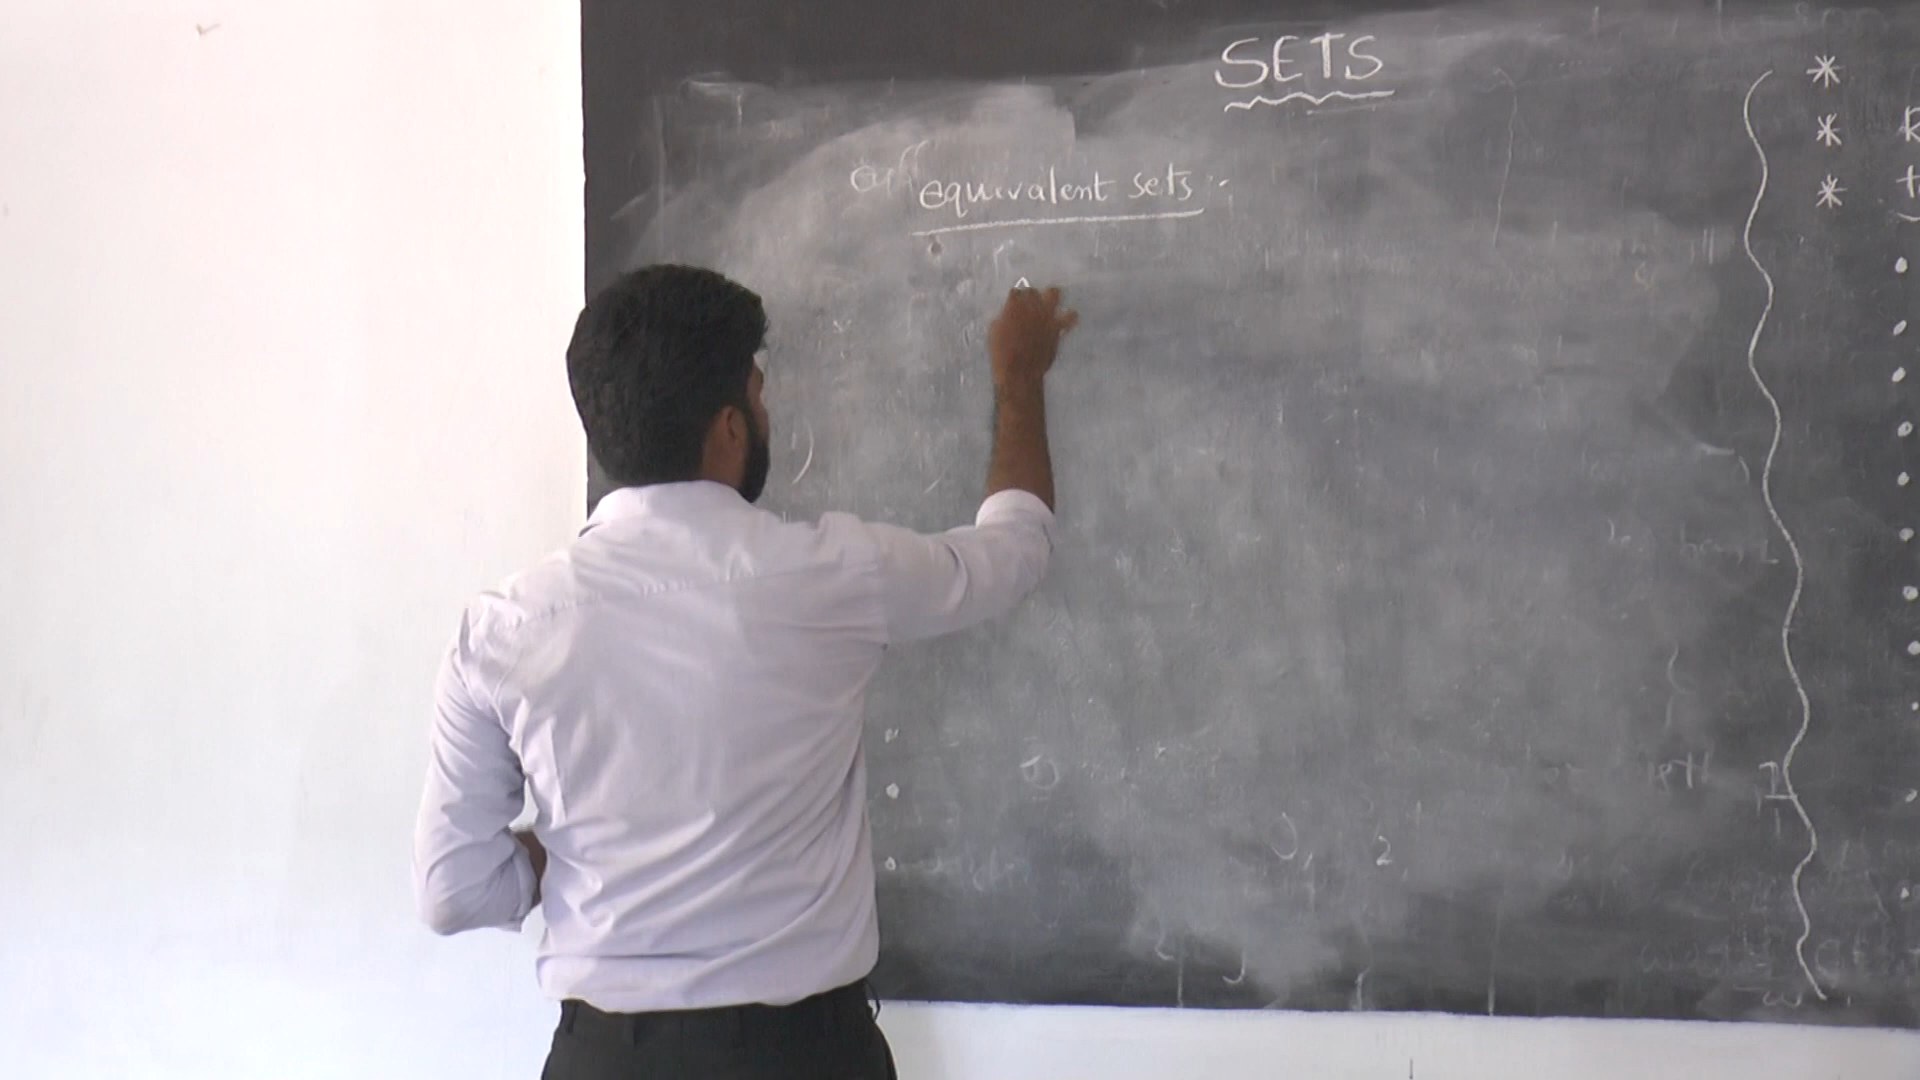 SETS
equivalent sets :-
A
*
* R
* t